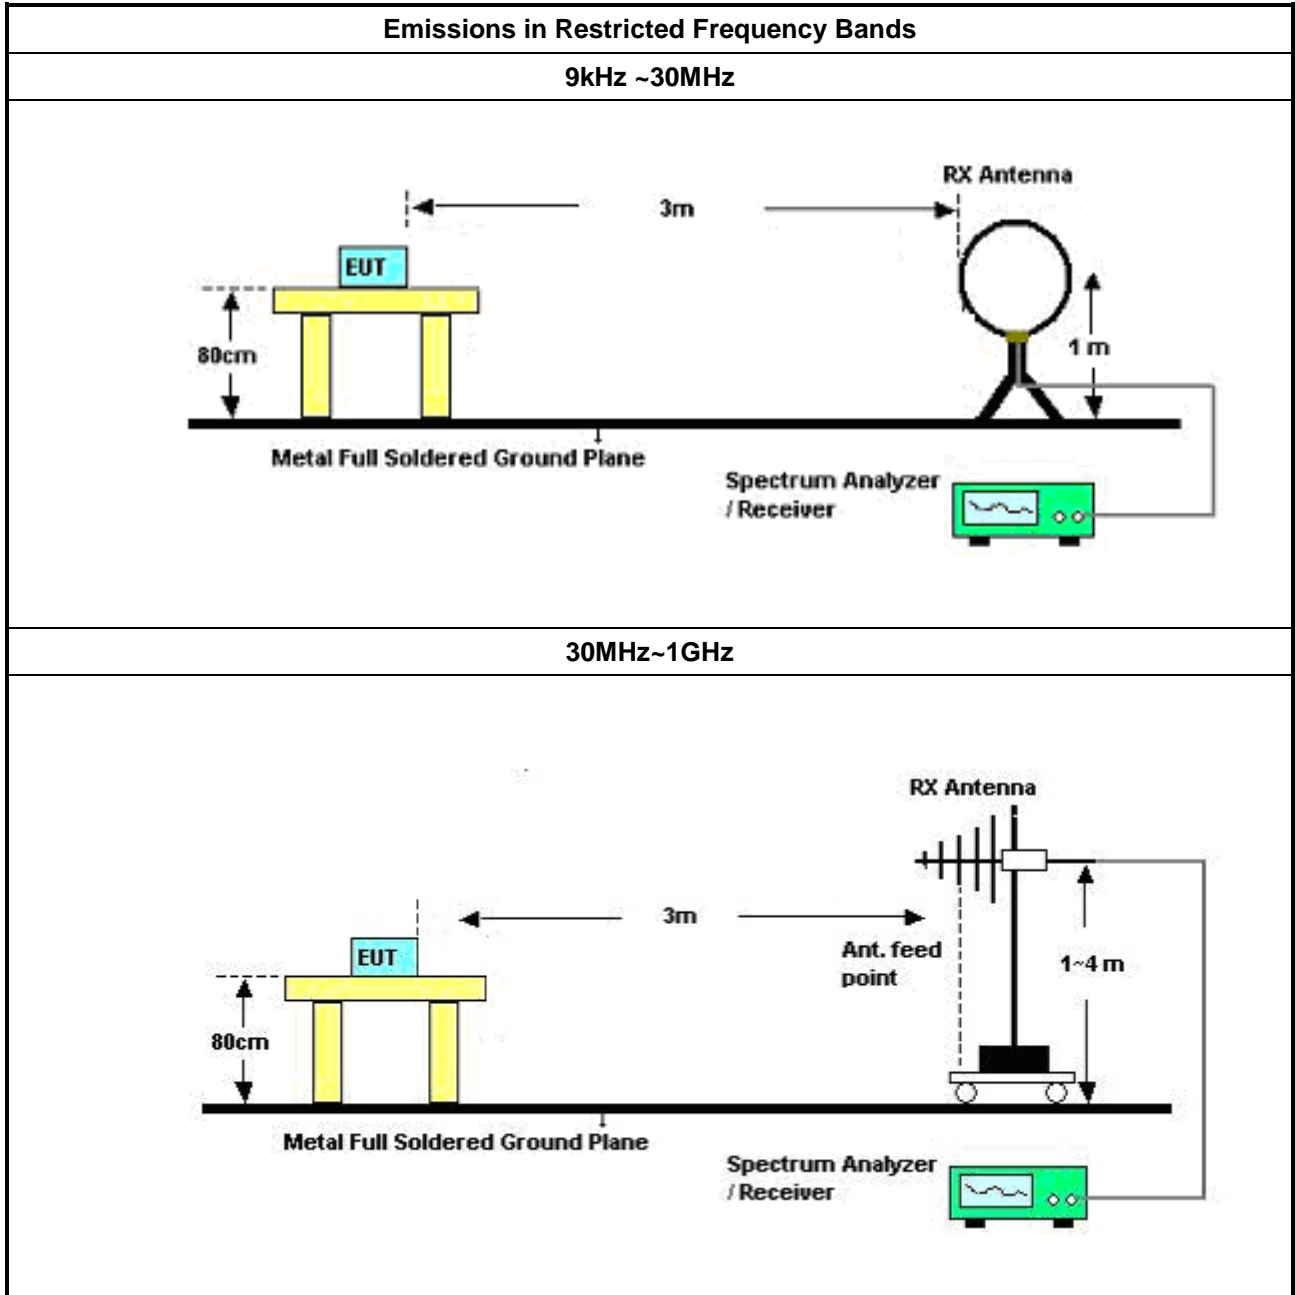 Emissions in Restricted Frequency Bands
9kHz ~30MHz
RX Antenna
3m
EUT
80cm
1 m
Metal Full Soldered Ground Plane
Spectrum Analyzer
/ Receiver
30MHz~1GHz
RX Antenna
3m
EUT
Ant. feed
point
1~4 m
80cm
Metal Full Soldered Ground Plane
Spectrum Analyzer
/ Receiver